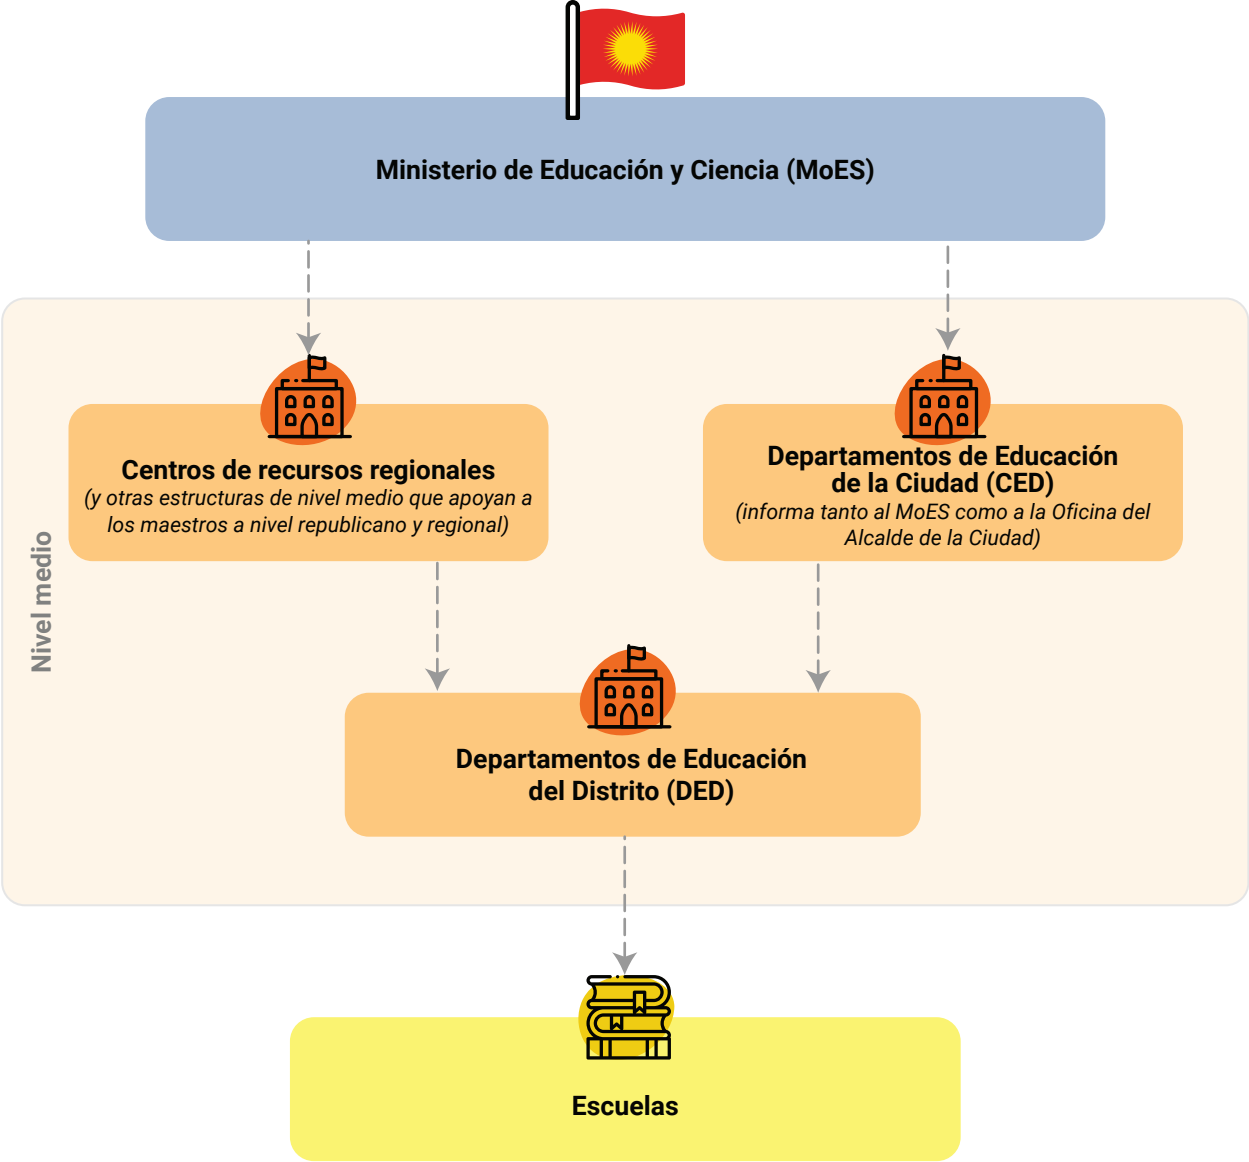 Ministerio de Educación y Ciencia (MoES)
Nivel medio
Centros de recursos regionales
(y otras estructuras de nivel medio que apoyan a
los maestros a nivel republicano y regional)
Departamentos de Educación
de la Ciudad (CED)
(informa tanto al MoES como a la Oficina del
Alcalde de la Ciudad)
Departamentos de Educación
del Distrito (DED)
Escuelas